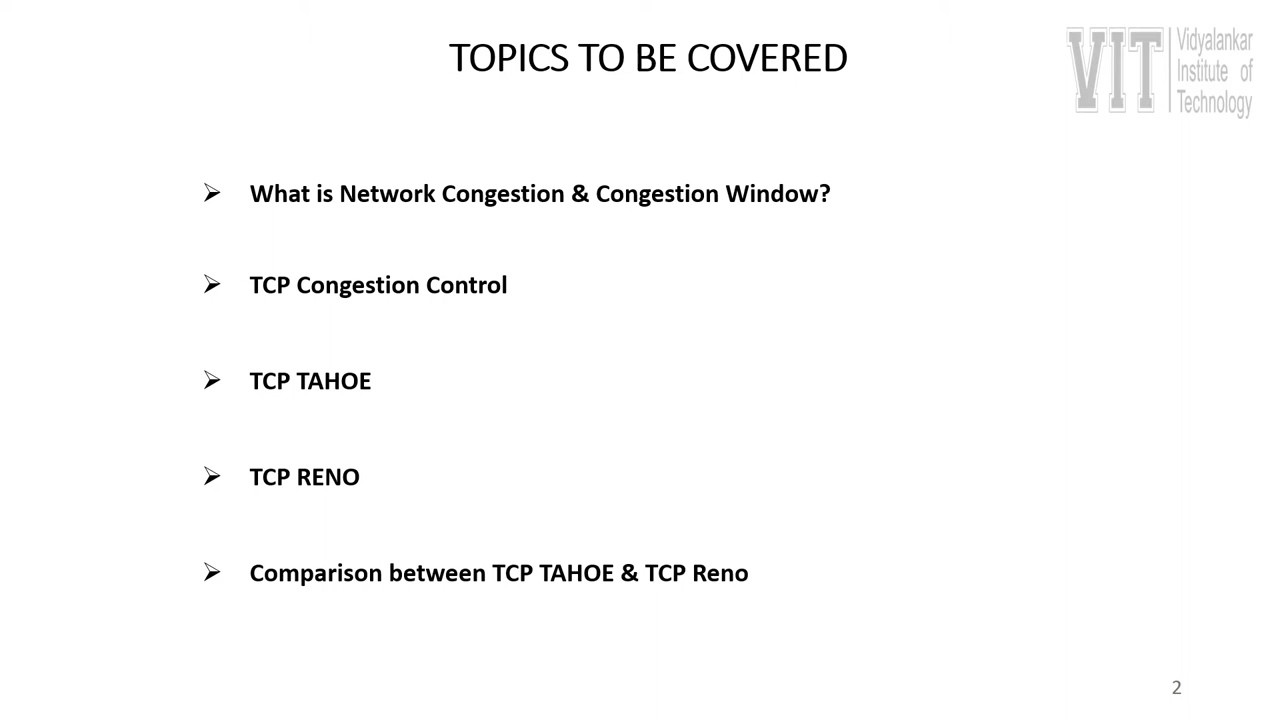 TOPICS TO BE COVERED
VIT
Vidyalankar
Institute of
Technology
➢ What is Network Congestion & Congestion Window?
➢ TCP Congestion Control
➢ TCP TAHOE
➢ TCP RENO
➢ Comparison between TCP TAHOE & TCP Reno
2